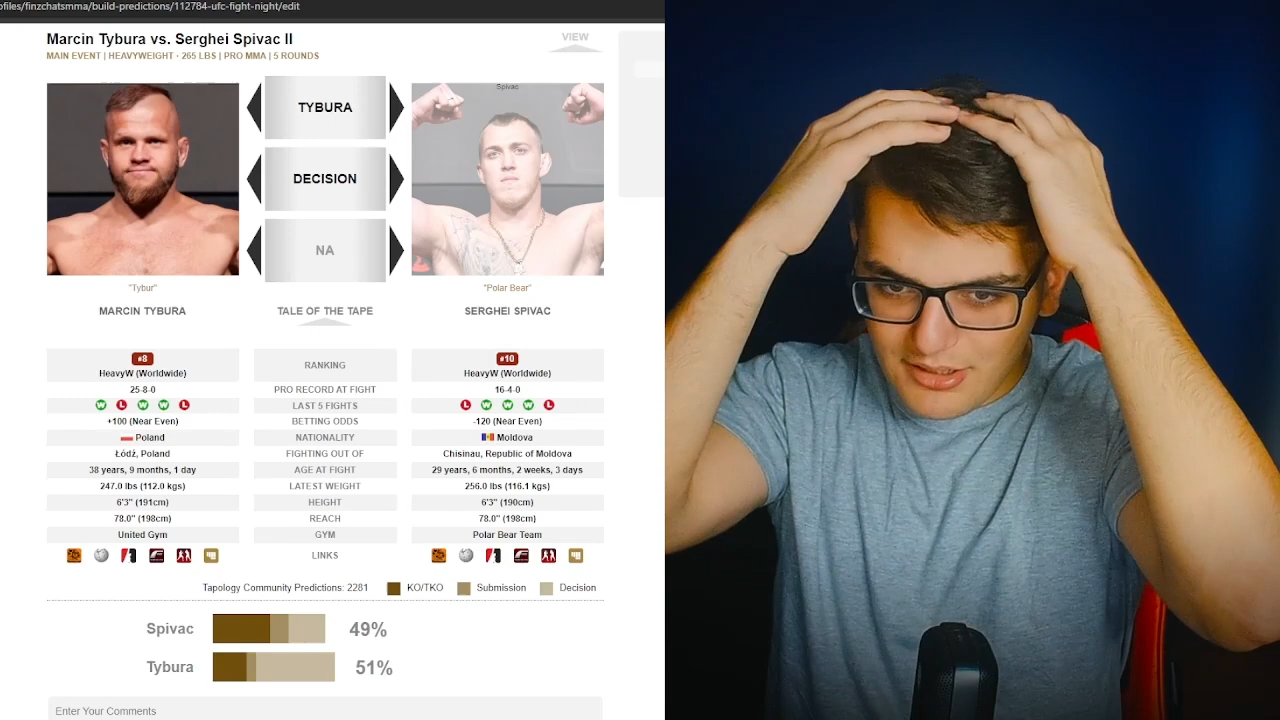 ofiles/finzchatsmma/build-predictions/112784-ufc-fight-night/edit
Marcin Tybura vs. Serghei Spivac II
VIEW
MAIN EVENT | HEAVYWEIGHT · 265 LBS | PRO MMA | 5 ROUNDS
Spivac
TYBURA
DECISION
NA
"Tybur"
"Polar Bear"
MARCIN TYBURA TALE OF THE TAPE SERGHEI SPIVAC
#8 RANKING #10
HeavyW (Worldwide) HeavyW (Worldwide)
25-8-0 PRO RECORD AT FIGHT 16-4-0
W L W W L LAST 5 FIGHTS L W W W L
+100 (Near Even) BETTING ODDS -120 (Near Even)
Poland NATIONALITY Moldova
Łódź, Poland FIGHTING OUT OF Chisinau, Republic of Moldova
38 years, 9 months, 1 day AGE AT FIGHT 29 years, 6 months, 2 weeks, 3 days
247.0 lbs (112.0 kgs) LATEST WEIGHT 256.0 lbs (116.1 kgs)
6'3" (191cm) HEIGHT 6'3" (190cm)
78.0" (198cm) REACH 78.0" (198cm)
United Gym GYM Polar Bear Team
LINKS
Tapology Community Predictions: 2281 KO/TKO Submission Decision
Spivac 49%
Tybura 51%
Enter Your Comments